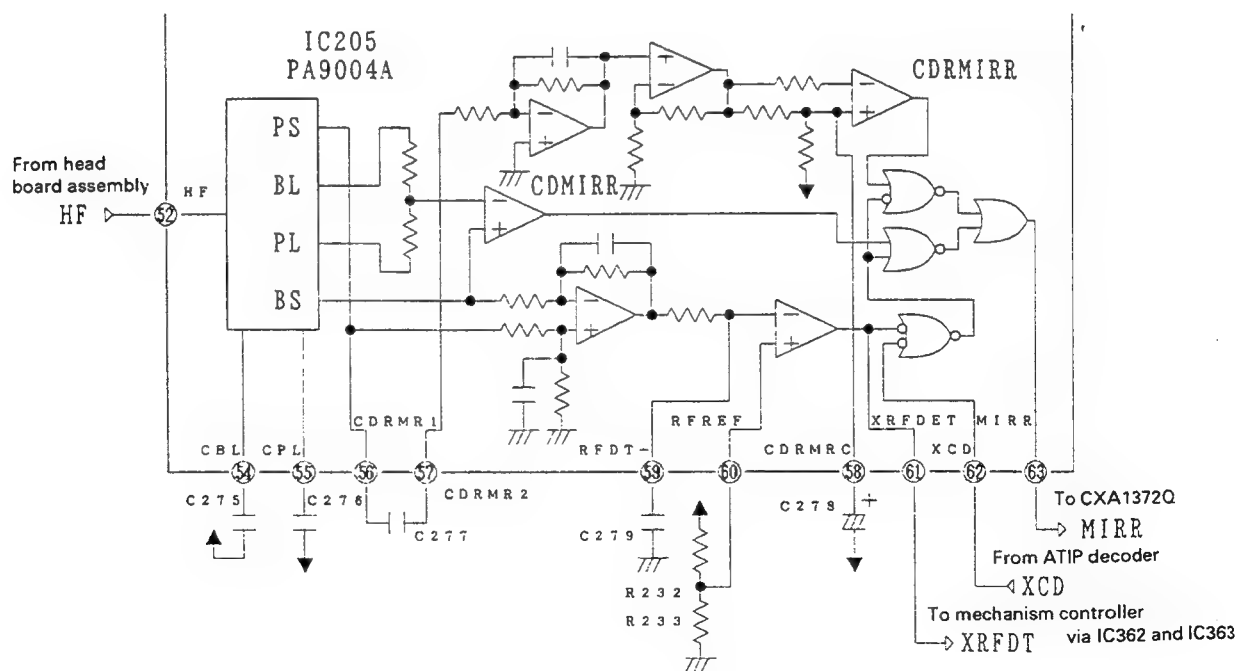 IC205
PA9004A
CDRMIRR
PS
From head
board assembly
HF
HF
52
BL
CDMIRR
PL
BS
CDRMR1
RFREF
XRFDET
MIRR
CBL
CPL
RFDT-
CDRMRC
XCD
54
55
56
57
59
60
58
61
62
63
C275
C276
CDRMR2
C278
+
To CXA1372Q
MIRR
C277
C279
From ATIP decoder
XCD
R232
R233
To mechanism controller
via IC362 and IC363
XRFDT